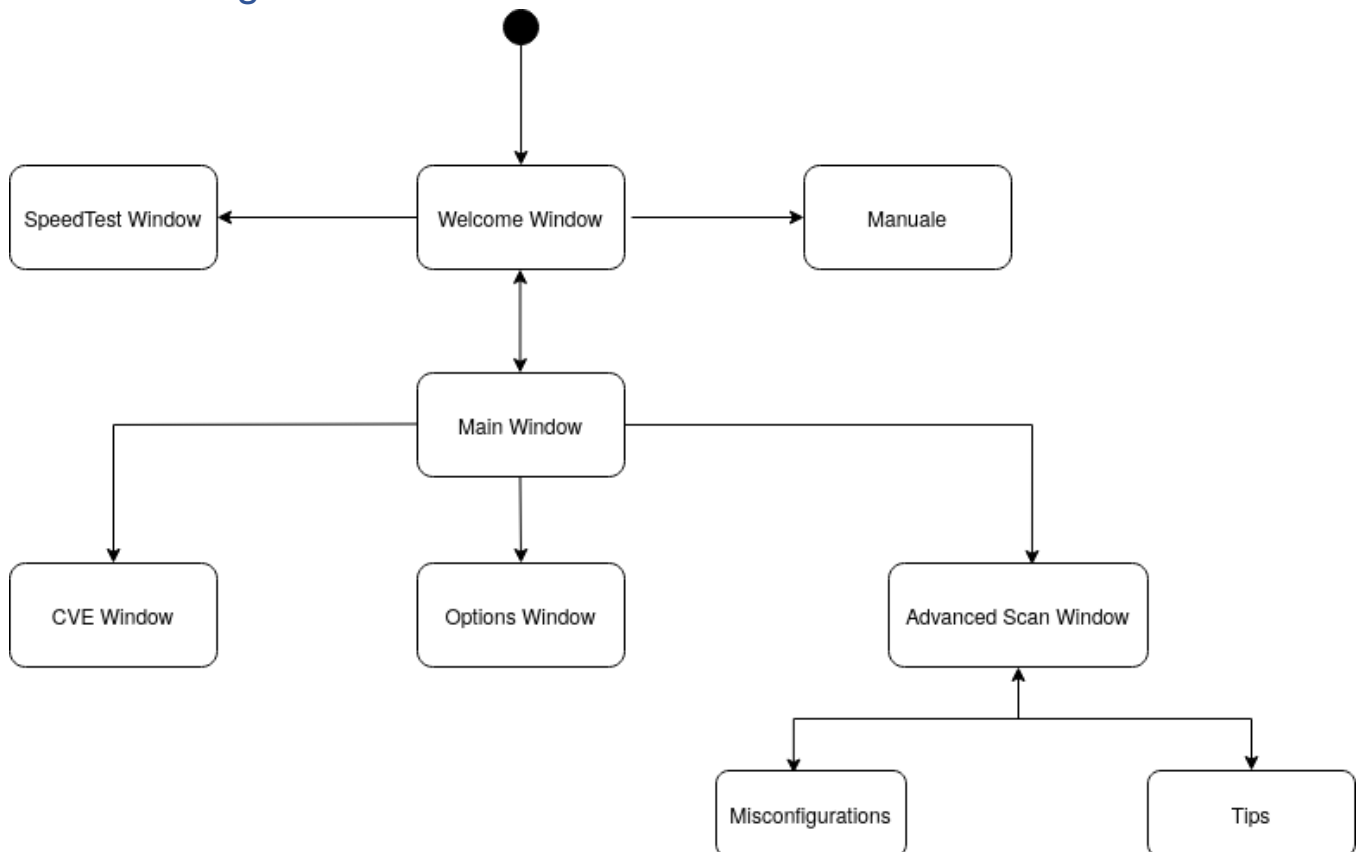 SpeedTest Window
Welcome Window
Manuale
Main Window
CVE Window
Options Window
Advanced Scan Window
Misconfigurations
Tips